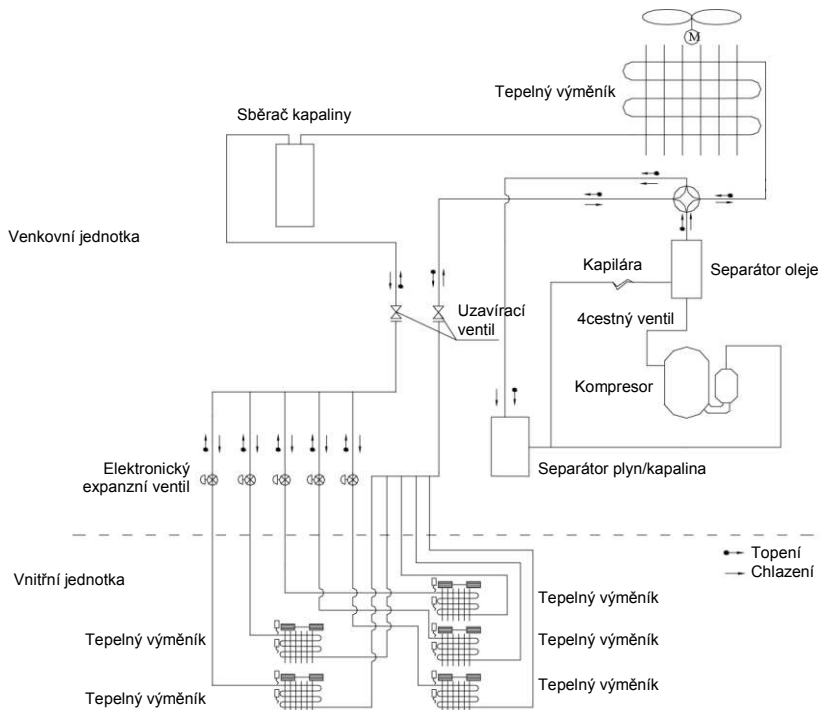 M
Tepelný výměník
Sběrač kapaliny
Venkovní jednotka
Kapilára
Separátor oleje
Uzavírací
ventil
4cestný ventil
Kompresor
Elektronický
expanzní ventil
Separátor plyn/kapalina
Vnitřní jednotka
Topení
Chlazení
Tepelný výměník
Tepelný výměník
Tepelný výměník
Tepelný výměník
Tepelný výměník